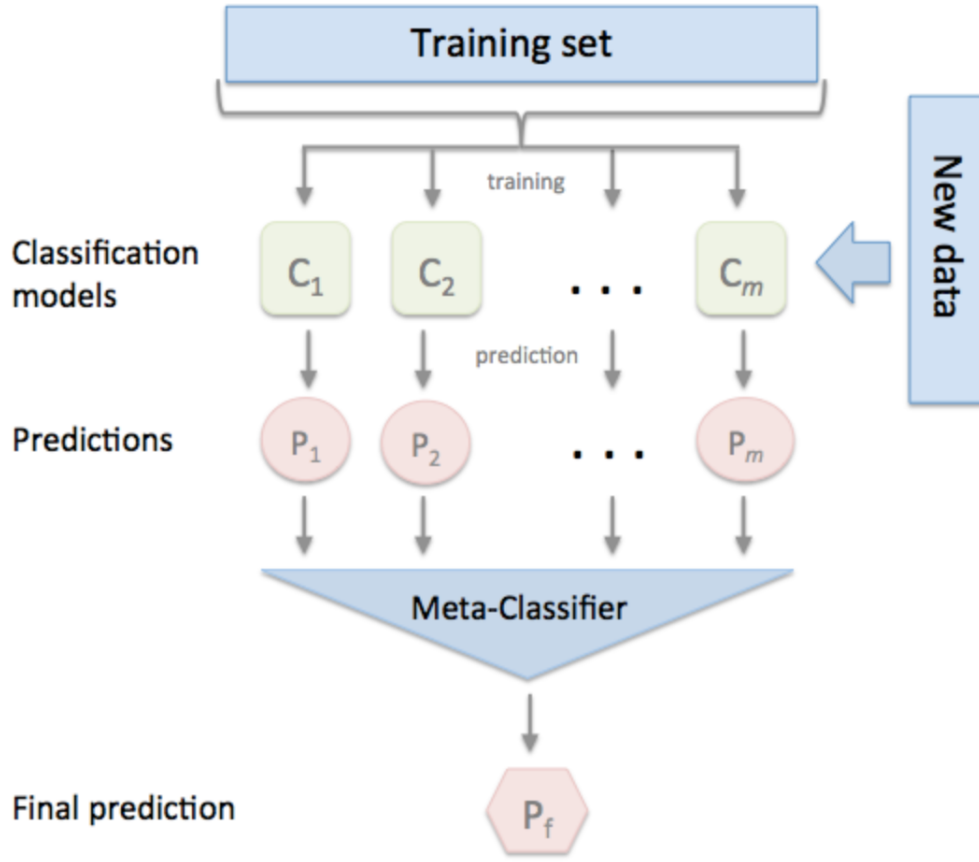 Training set
training
New data
Classification
models
C1
C2
. . .
Cm
prediction
Predictions
P1
P2
. . .
Pm
Meta-Classifier
Final prediction
Pf